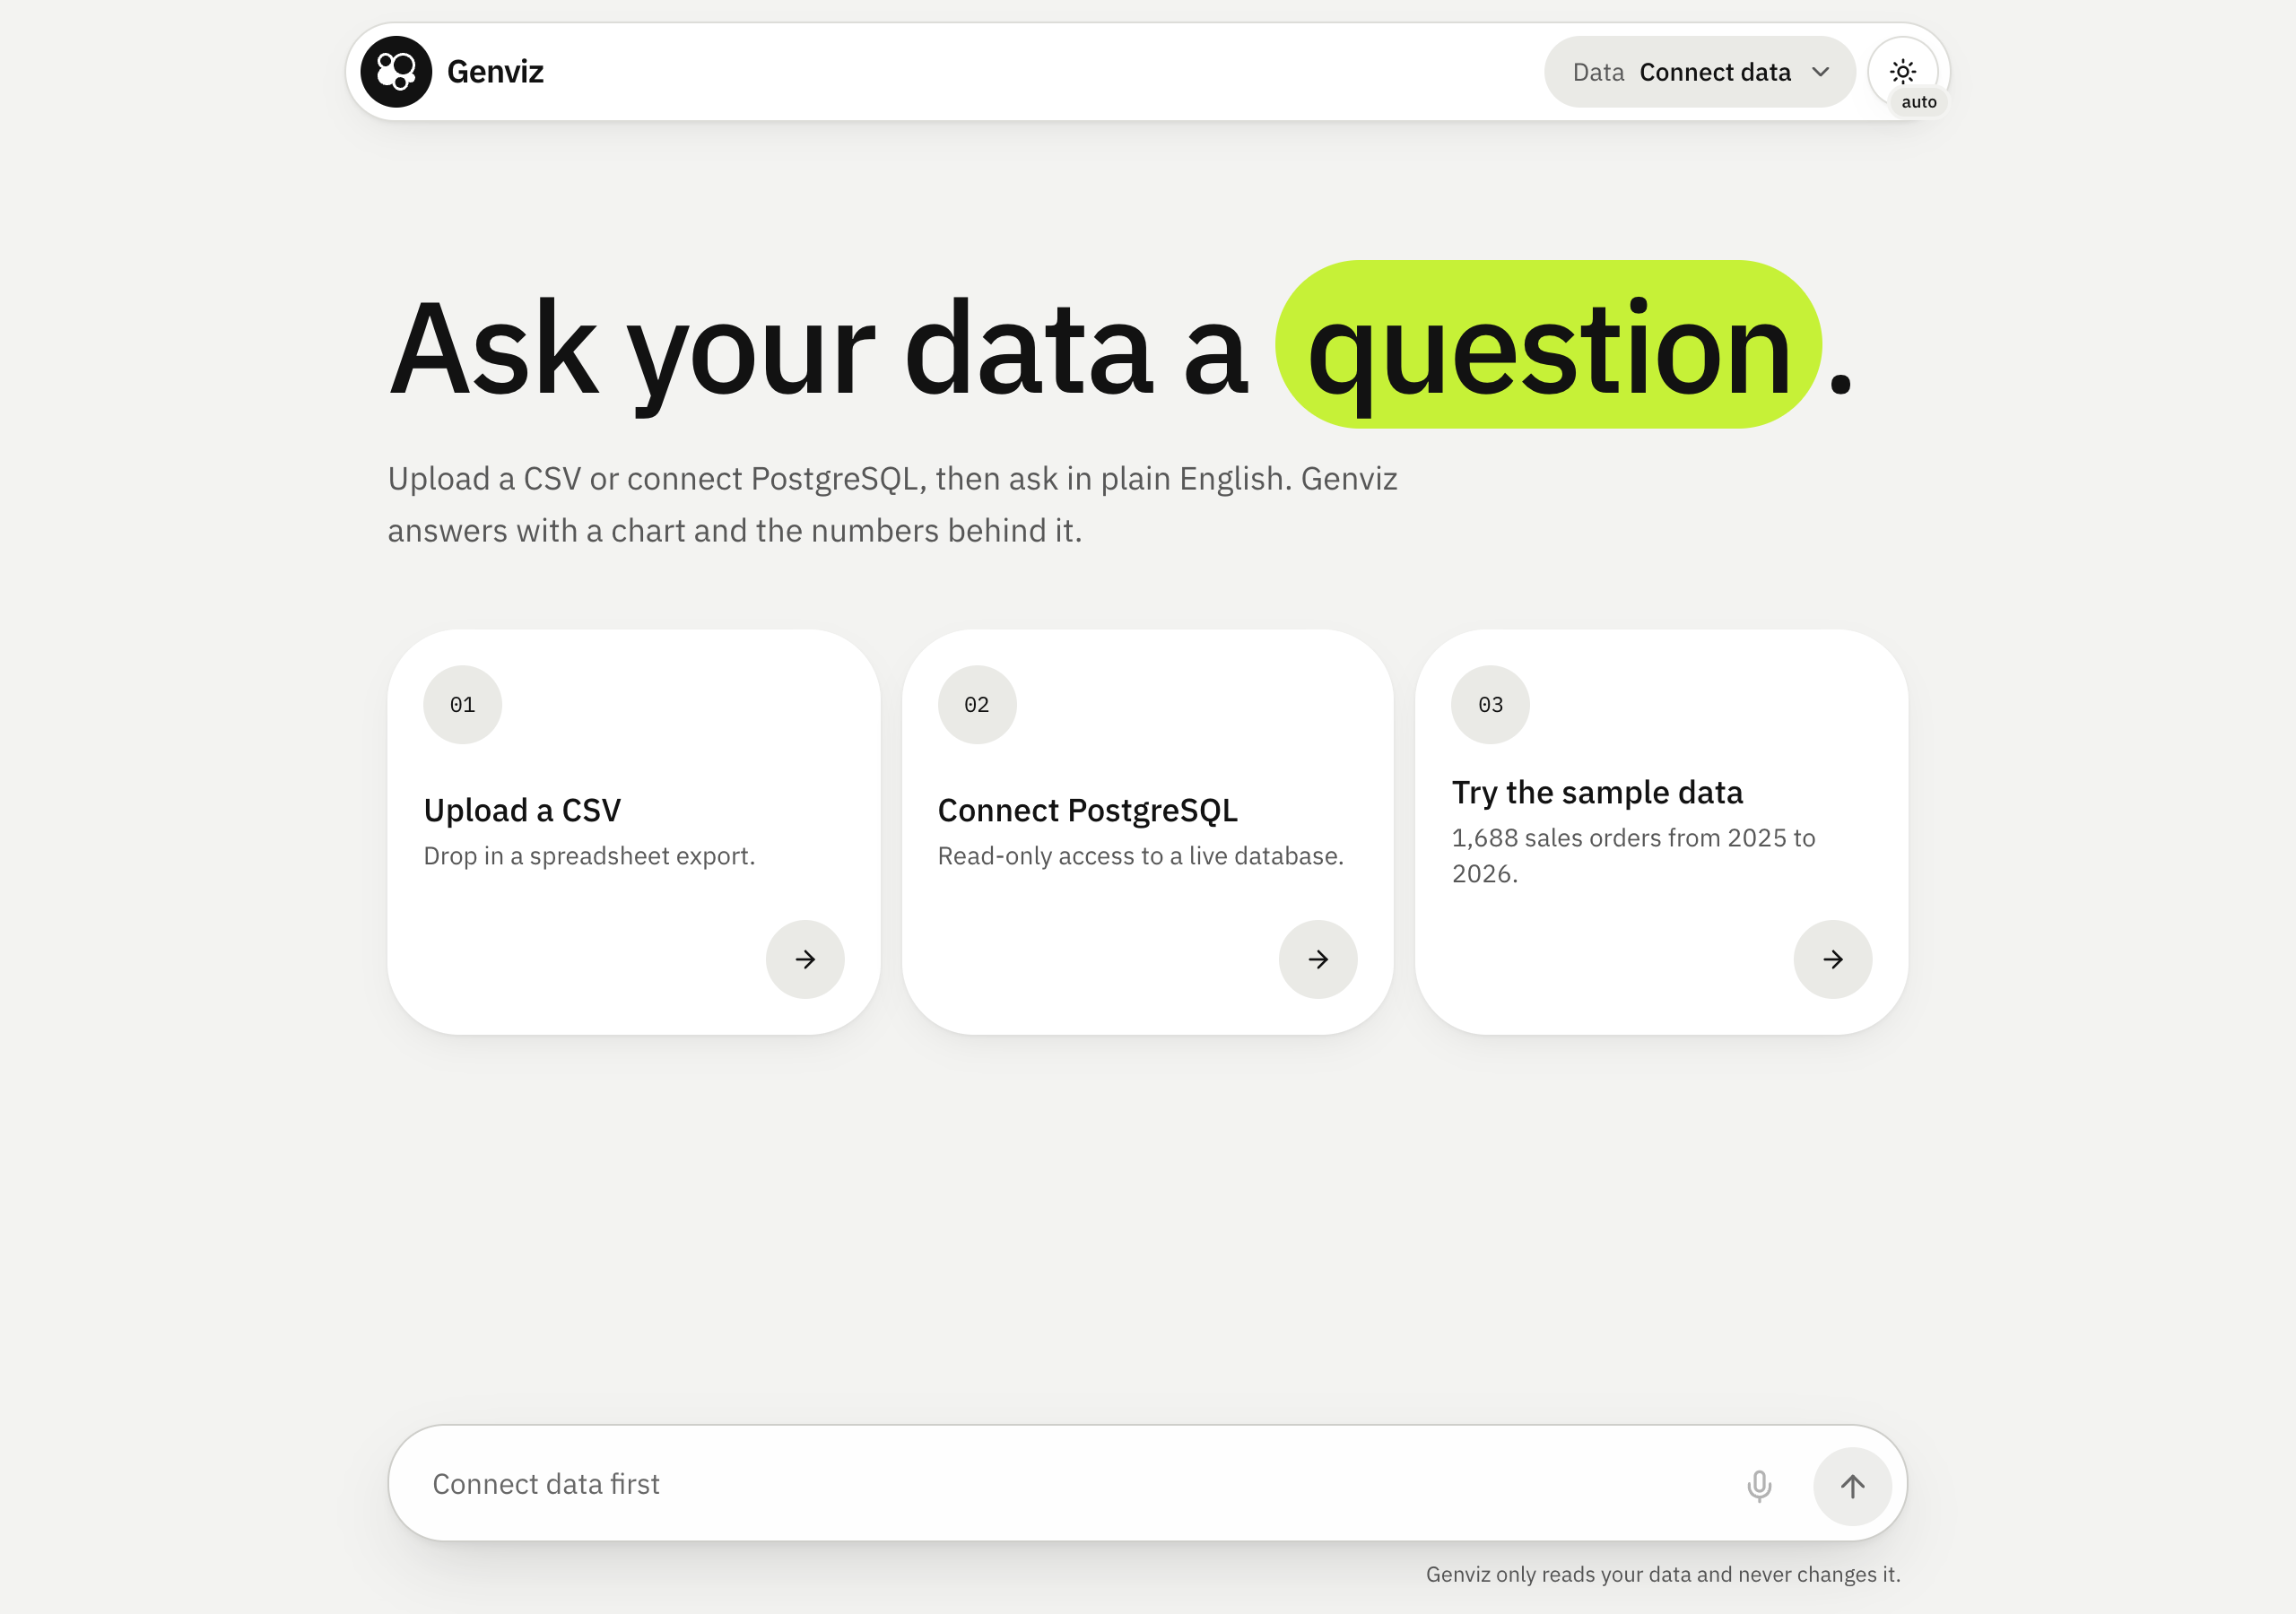 Genviz
Data Connect data
auto
Ask your data a question.
Upload a CSV or connect PostgreSQL, then ask in plain English. Genviz
answers with a chart and the numbers behind it.
01
Upload a CSV
Drop in a spreadsheet export.
02
Connect PostgreSQL
Read-only access to a live database.
03
Try the sample data
1,688 sales orders from 2025 to
2026.
Connect data first
Genviz only reads your data and never changes it.